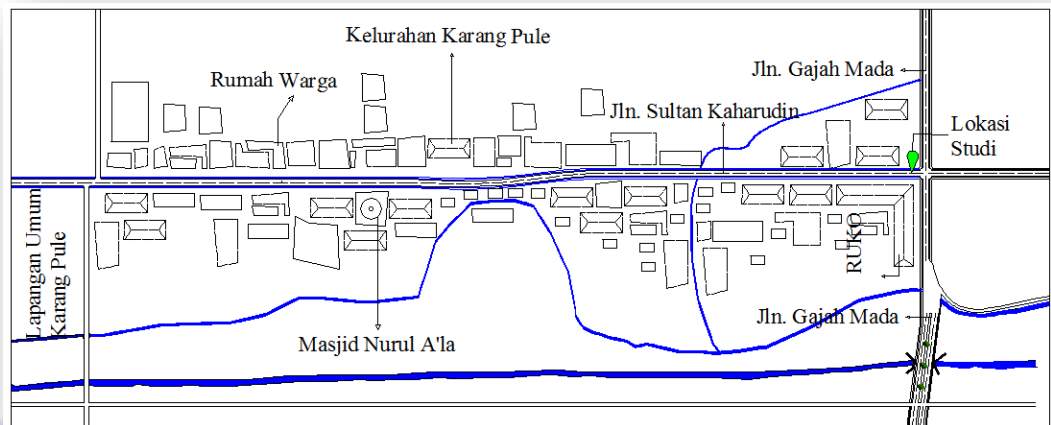 Kelurahan Karang Pule
Jln. Gajah Mada
Rumah Warga
Jln. Sultan Kaharudin
Lokasi
Studi
Lapangan Umum
Karang Pule
RUKO
Jln. Gajah Mada
Masjid Nurul A'la